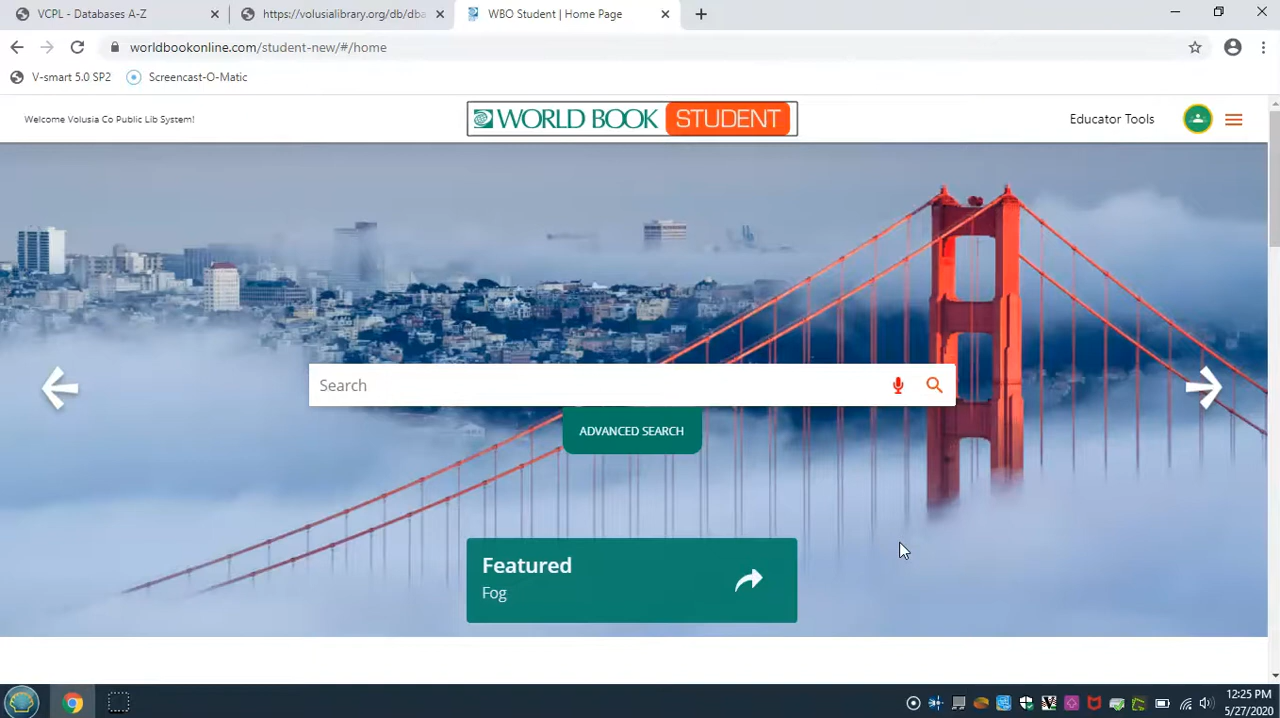 VCPL - Databases A-Z
https://volusialibrary.org/db/dba
WBO Student | Home Page
worldbookonline.com/student-new/#/home
V-smart 5.0 SP2
Screencast-O-Matic
Welcome Volusia Co Public Lib System!
WORLD BOOK STUDENT
Educator Tools
Search
ADVANCED SEARCH
Featured
Fog
12:25 PM
5/27/2020